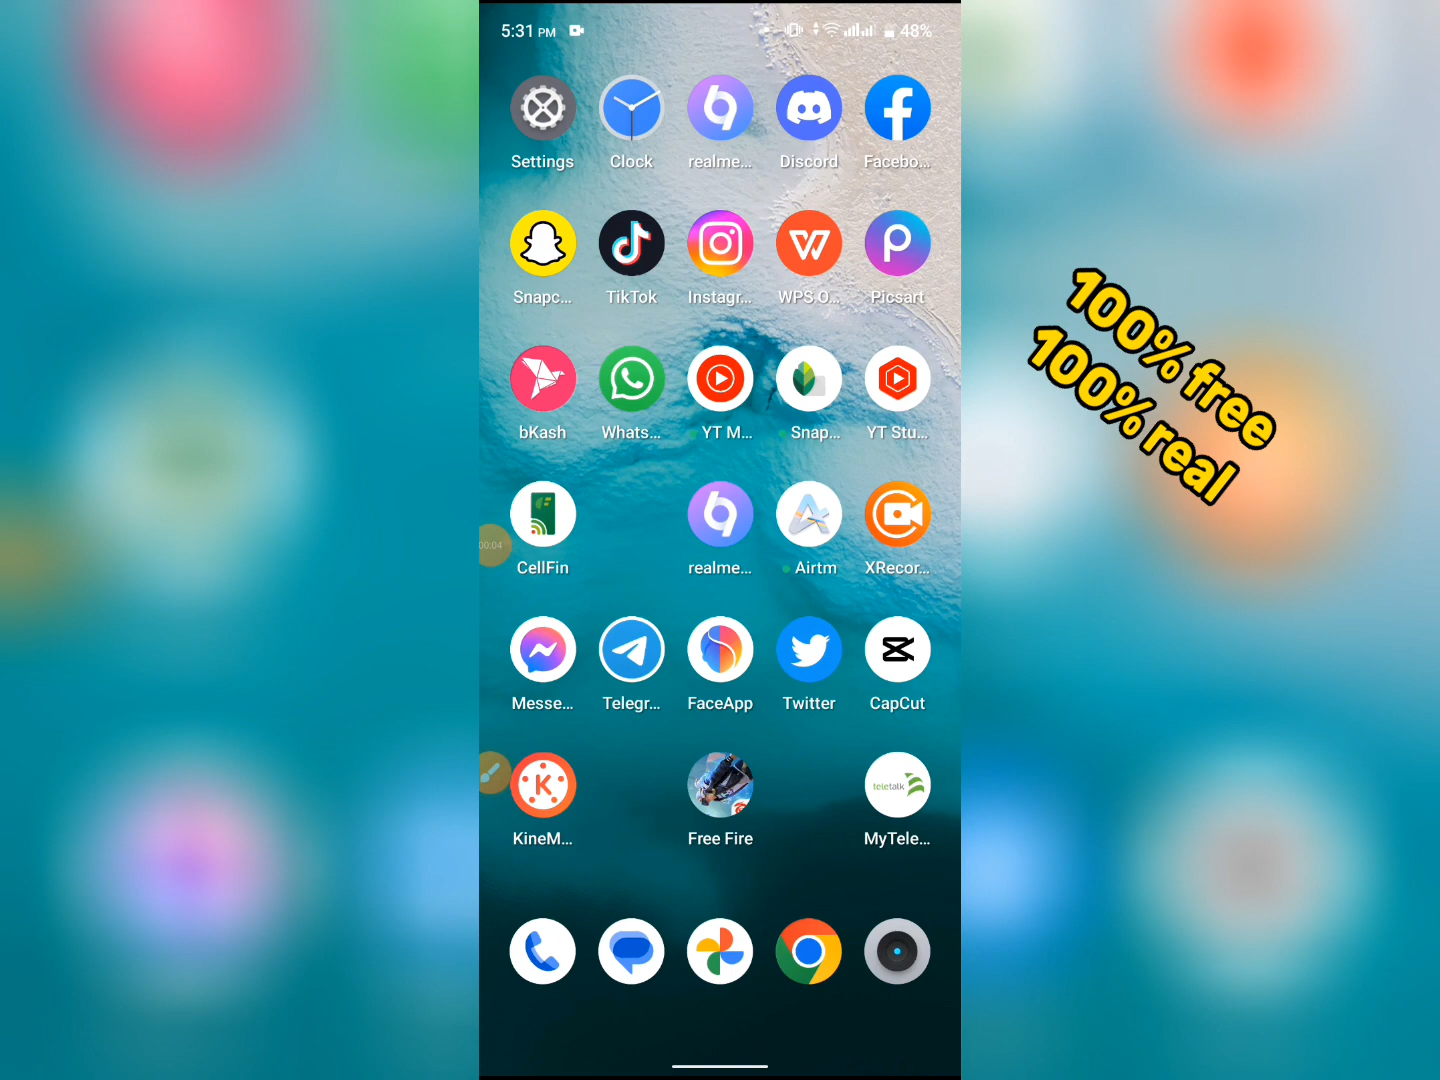 5:31 PM
48%
Settings Clock realme... Discord Facebo...
Snapc... TikTok Instagr... WPS O... Picsart
bKash Whats... YT M... Snap... YT Stu...
00:04
CellFin realme... Airtm XRecor...
Messe... Telegr... FaceApp Twitter CapCut
teletalk
KineM... Free Fire MyTele...
100% free
100% real